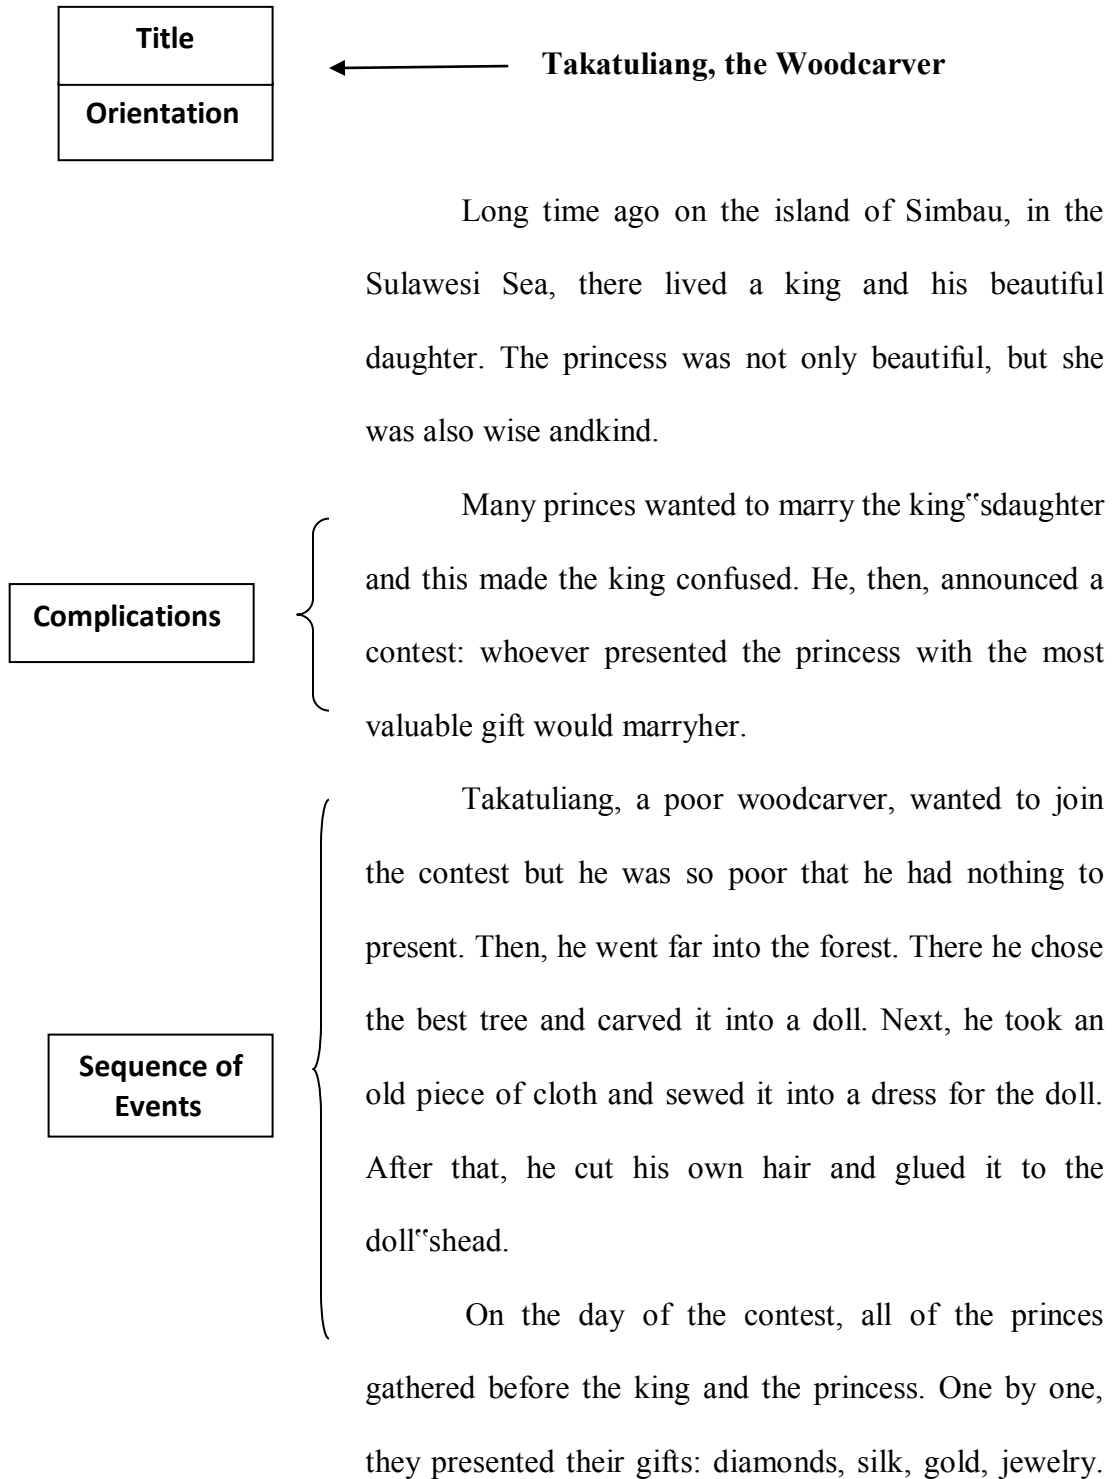 Title
Takatuliang, the Woodcarver
Orientation
Long time ago on the island of Simbau, in the
Sulawesi Sea, there lived a king and his beautiful
daughter. The princess was not only beautiful, but she
was also wise andkind.
Many princes wanted to marry the king‟sdaughter
and this made the king confused. He, then, announced a
Complications
contest: whoever presented the princess with the most
valuable gift would marryher.
Takatuliang, a poor woodcarver, wanted to join
the contest but he was so poor that he had nothing to
present. Then, he went far into the forest. There he chose
the best tree and carved it into a doll. Next, he took an
Sequence of
Events
old piece of cloth and sewed it into a dress for the doll.
After that, he cut his own hair and glued it to the
doll‟shead.
On the day of the contest, all of the princes
gathered before the king and the princess. One by one,
they presented their gifts: diamonds, silk, gold, jewelry.